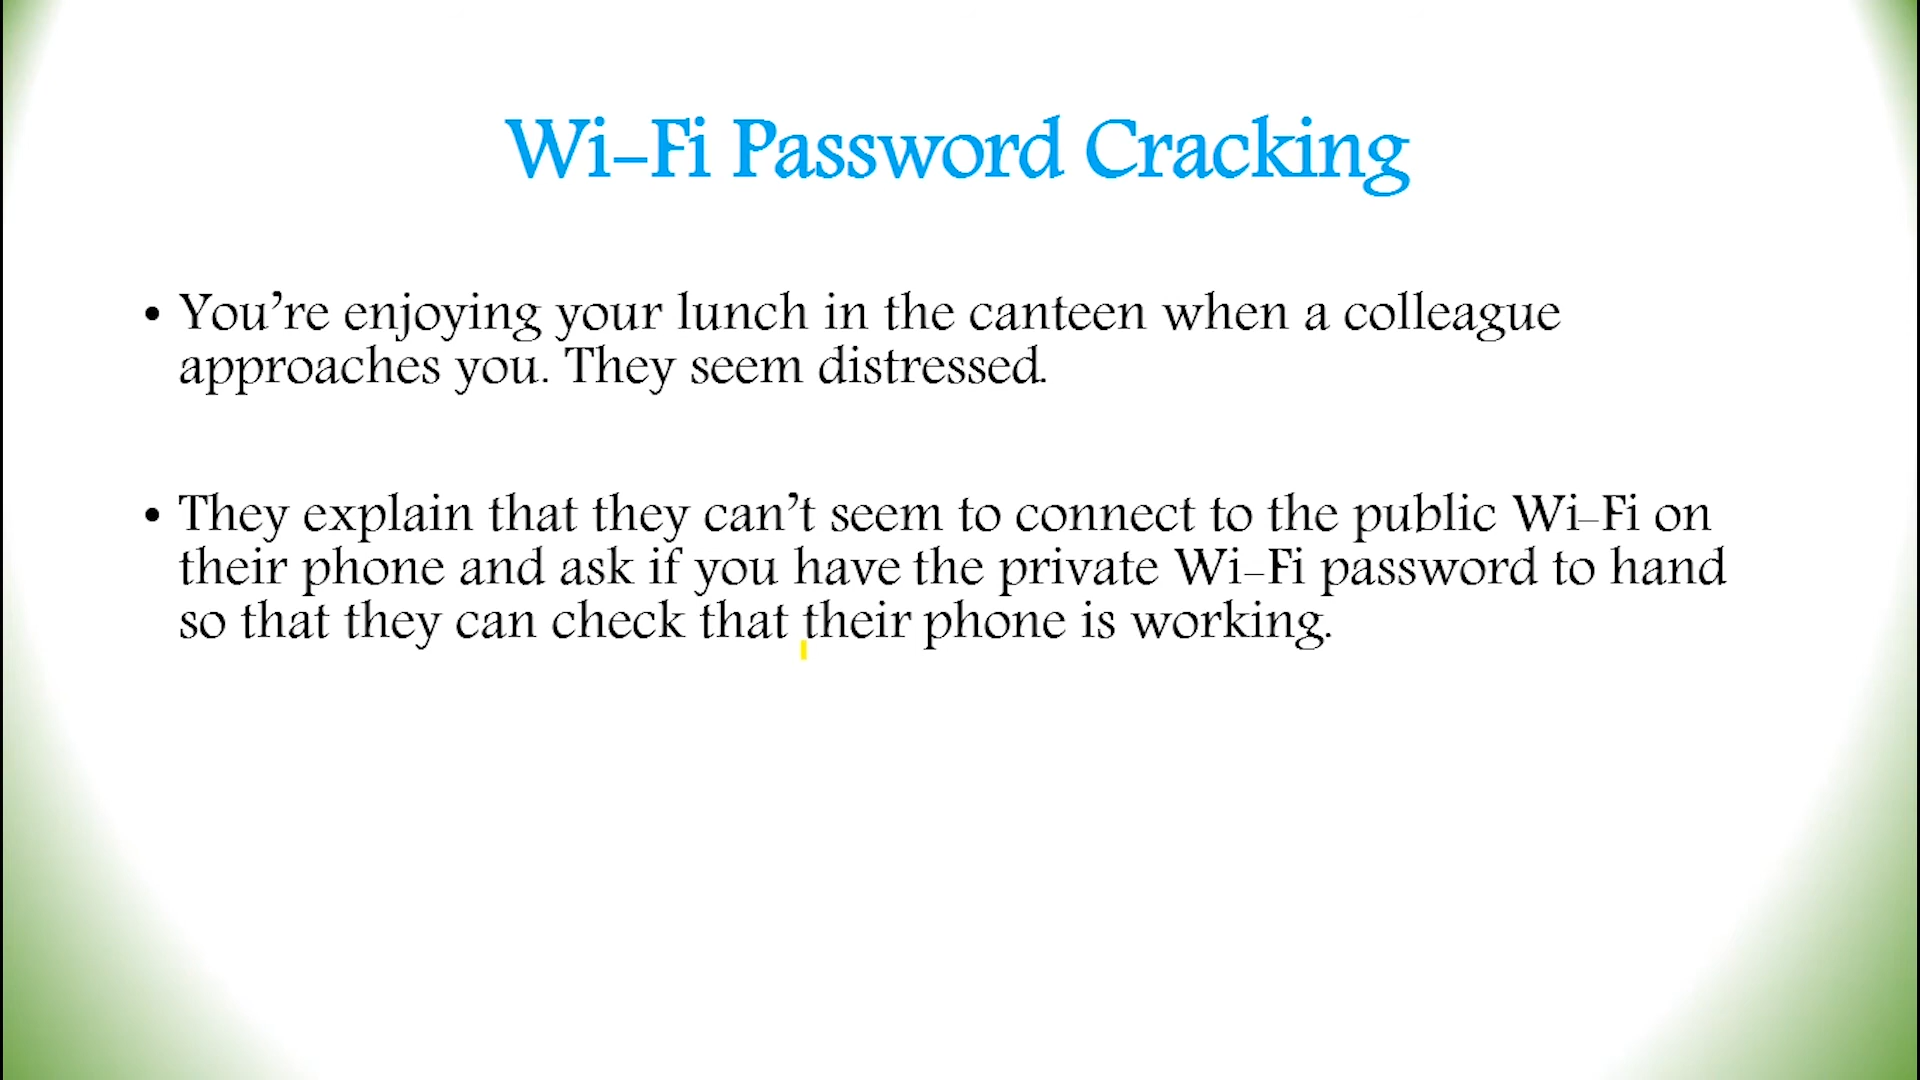 Wi-Fi Password Cracking
• You're enjoying your lunch in the canteen when a colleague
approaches you. They seem distressed.
• They explain that they can't seem to connect to the public Wi-Fi on
their phone and ask if you have the private Wi-Fi password to hand
so that they can check that their phone is working.